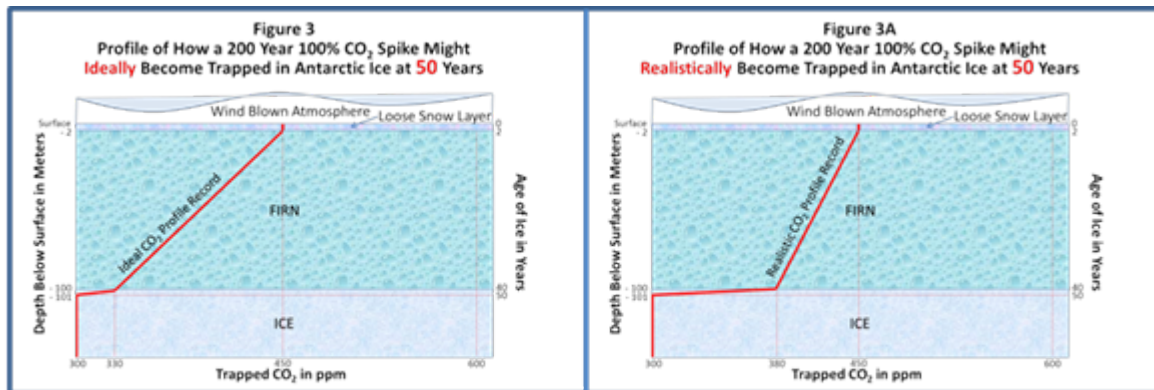 Figure 3
Profile of How a 200 Year 100% CO₂ Spike Might
Ideally Become Trapped in Antarctic Ice at 50 Years
Wind Blown Atmosphere
Loose Snow Layer
Surface
- 2
0
2
Depth Below Surface in Meters
Ideal CO₂ Profile Record
FIRN
Age of Ice in Years
- 100
- 101
50
ICE
300
330
450
600
Trapped CO₂ in ppm
Figure 3A
Profile of How a 200 Year 100% CO₂ Spike Might
Realistically Become Trapped in Antarctic Ice at 50 Years
Wind Blown Atmosphere
Loose Snow Layer
Surface
- 2
0
2
Depth Below Surface in Meters
Realistic CO₂ Profile Record
FIRN
Age of Ice in Years
- 100
- 101
50
ICE
300
380
450
600
Trapped CO₂ in ppm